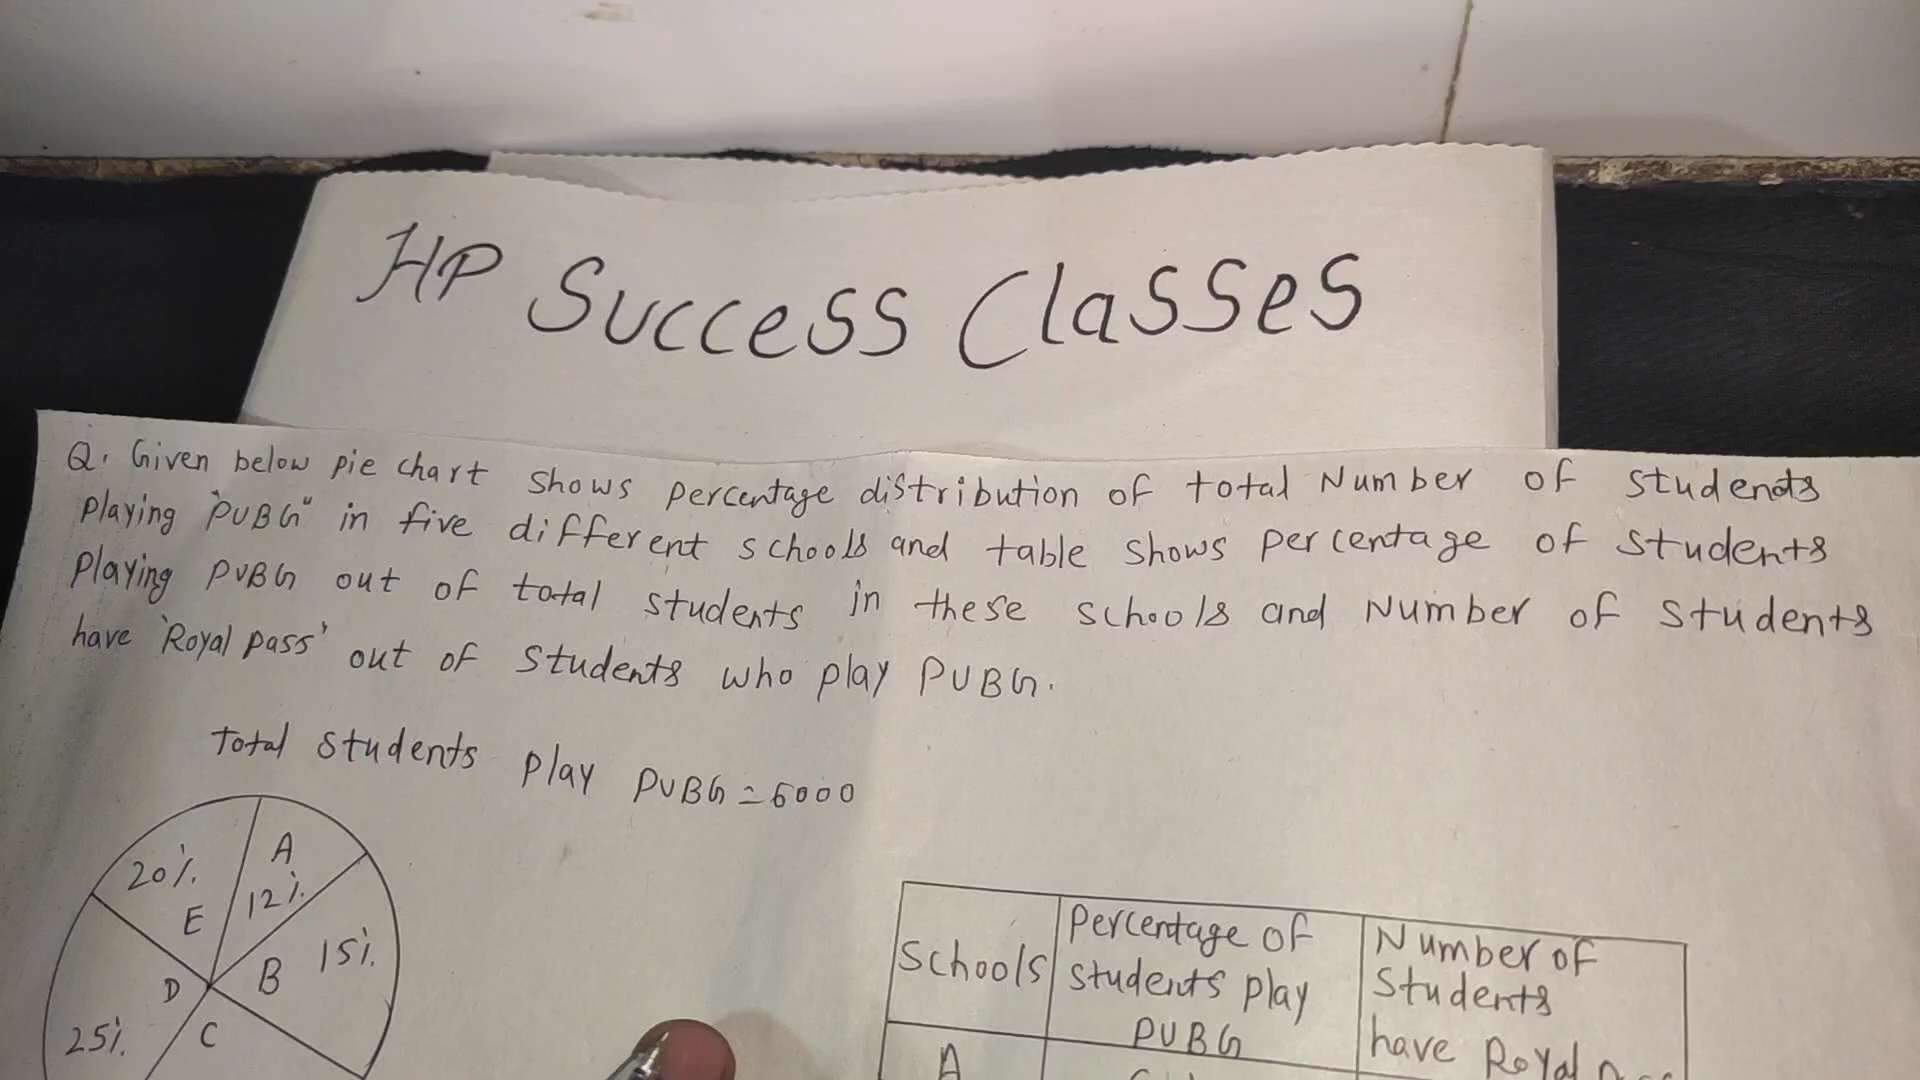 HP Success Classes
Q. Given below pie chart shows percentage distribution of total Number of students
playing "PUBG" in five different schools and table shows percentage of students
playing PUBG out of total students in these schools and Number of students
have 'Royal pass' out of students who play PUBG.
Total students play PUBG = 6000
20%
E
A
12%
B
15%
D
25%
C
Schools
Percentage of
students play
PUBG
Number of
students
have Royal
A